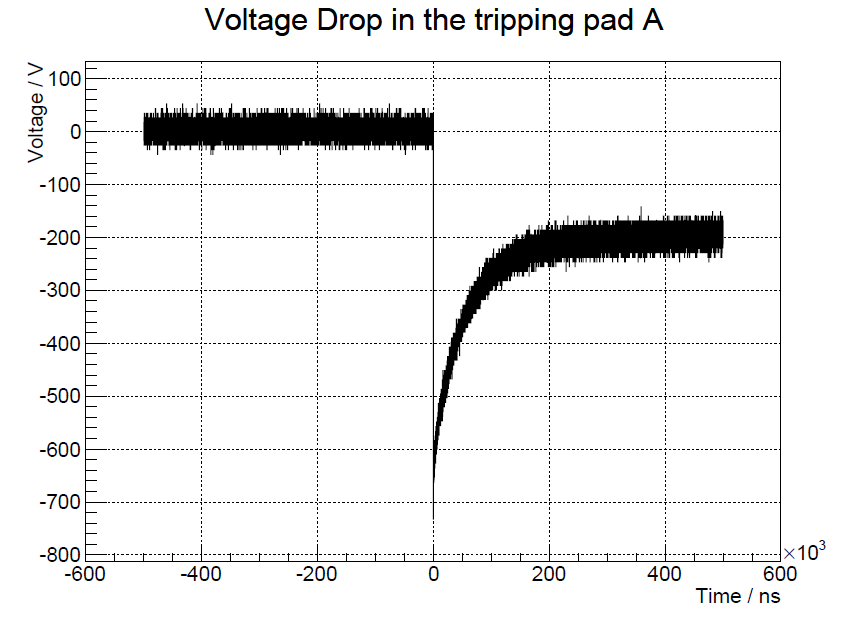 Voltage Drop in the tripping pad A
Voltage / V
100
0
-100
-200
-300
-400
-500
-600
-700
-800
-600 -400 -200 0 200 400 600
×10³
Time / ns